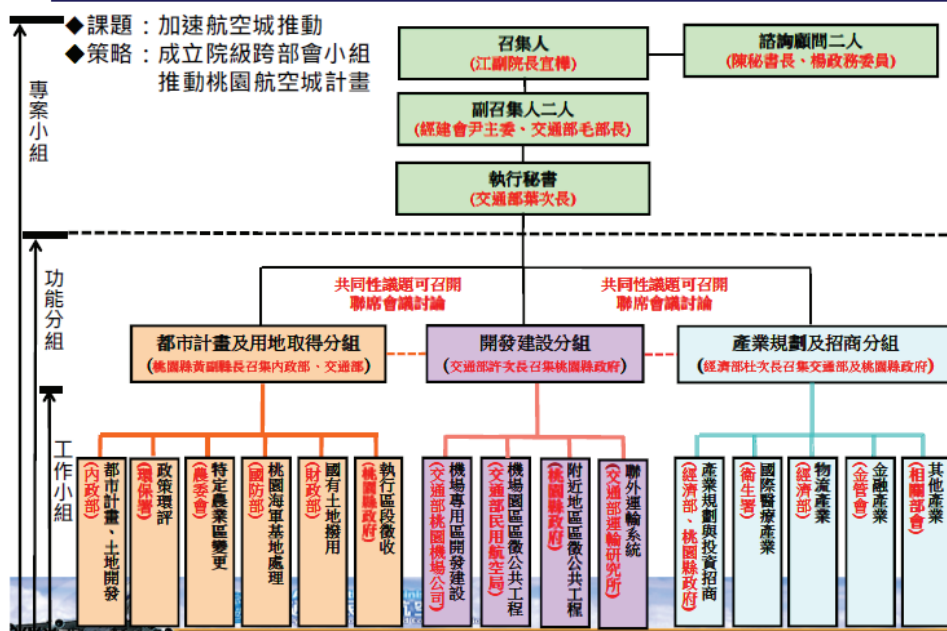 ◆課題：加速航空城推動
◆策略：成立院級跨部會小組
推動桃園航空城計畫
專案小組
功能分組
工作小組
召集人
(江副院長宜樺)
諮詢顧問二人
(陳秘書長、楊政務委員)
副召集人二人
(經建會尹主委、交通部毛部長)
執行秘書
(交通部葉次長)
共同性議題可召開
聯席會議討論
共同性議題可召開
聯席會議討論
都市計畫及用地取得分組
(桃園縣黃副縣長召集內政部、交通部)
開發建設分組
(交通部許次長召集桃園縣政府)
產業規劃及招商分組
(經濟部杜次長召集交通部及桃園縣政府)
都市計畫、土地開發
(內政部)
政策環評
(環保署)
特定農業區變更
(農委會)
桃園海軍基地處理
(國防部)
國有土地撥用
(財政部)
執行區段徵收
(桃園縣政府)
機場專用區開發建設
(交通部桃園機場公司)
機場園區區徵公共工程
(交通部民用航空局)
附近地區區徵公共工程
(桃園縣政府)
聯外運輸系統
(交通部運輸研究所)
產業規劃與投資招商
(經濟部、桃園縣政府)
國際醫療產業
(衛生署)
物流產業
(經濟部)
金融產業
(金管會)
其他產業
(相關部會)